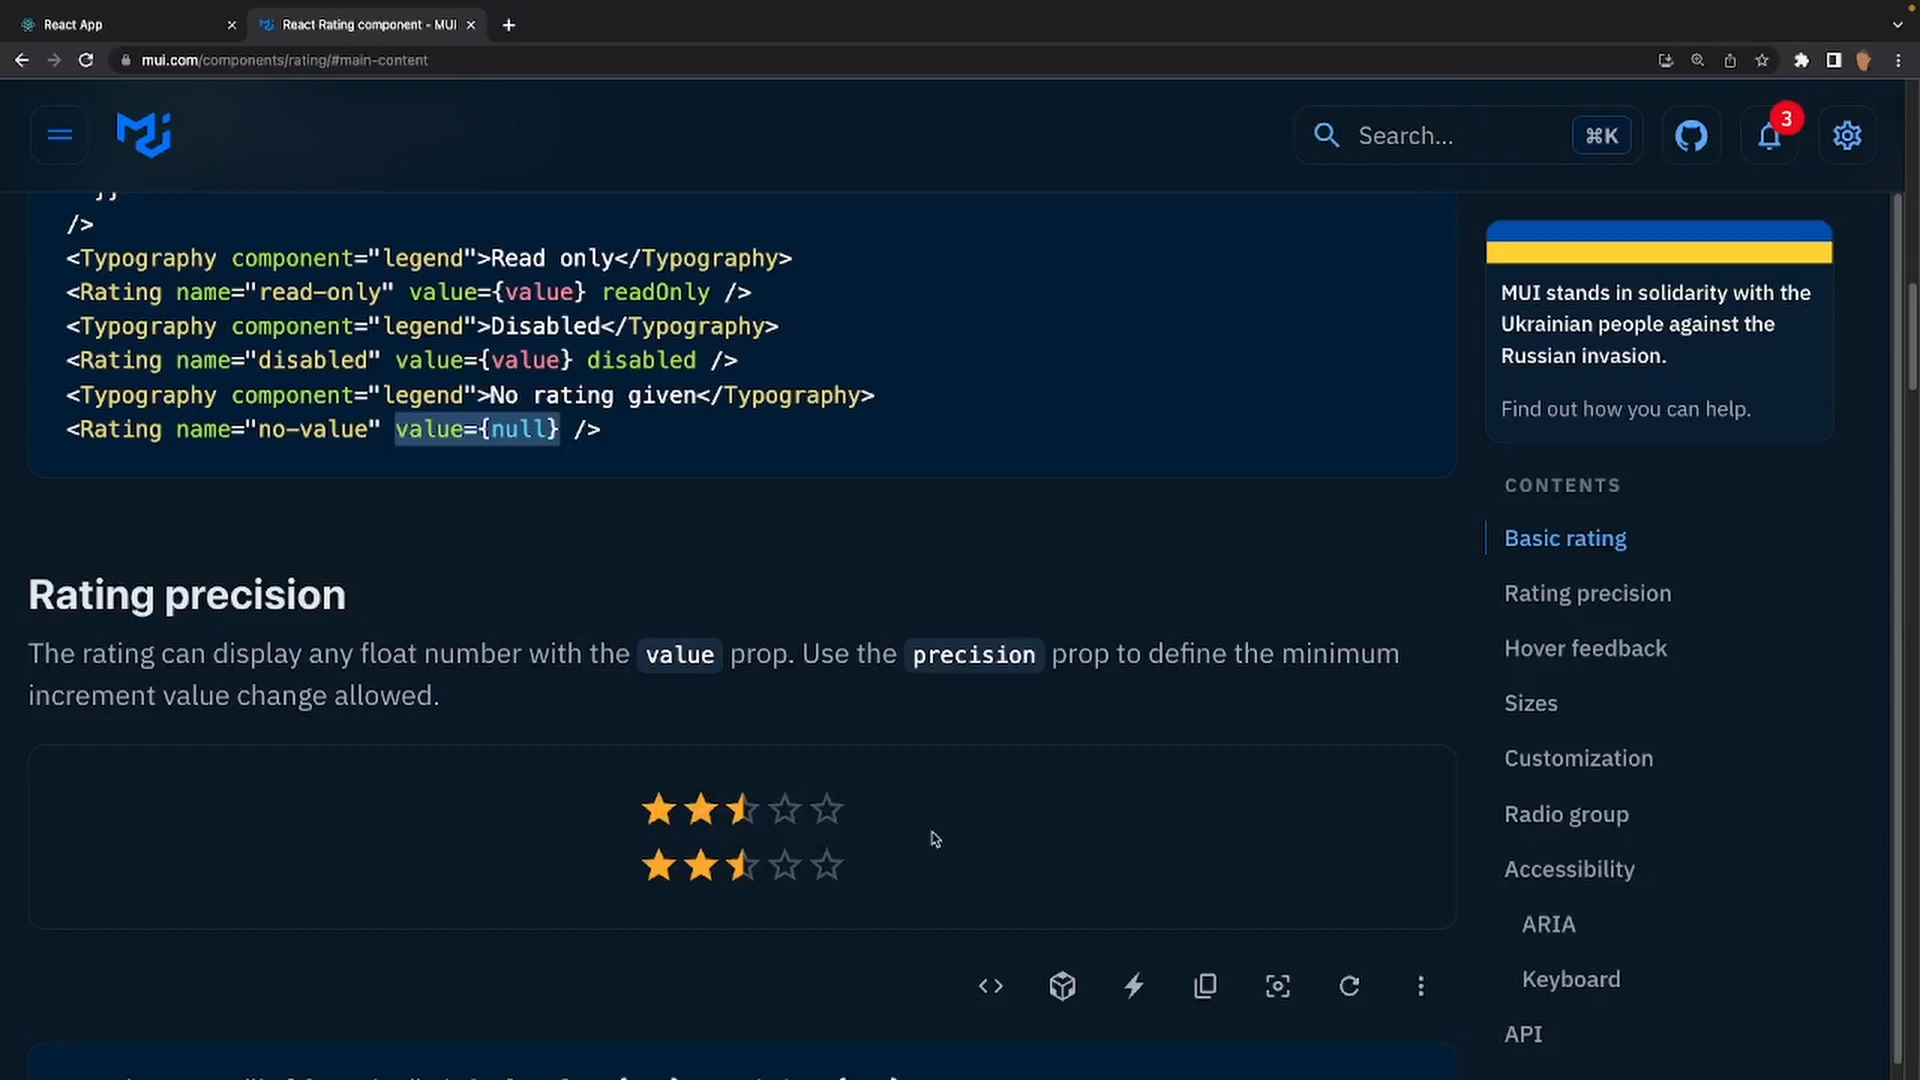 React App
React Rating component - MUI
mui.com/components/rating/#main-content
Search...
⌘K
3
/>
<Typography component="legend">Read only</Typography>
<Rating name="read-only" value={value} readOnly />
<Typography component="legend">Disabled</Typography>
<Rating name="disabled" value={value} disabled />
<Typography component="legend">No rating given</Typography>
<Rating name="no-value" value={null} />
Rating precision
The rating can display any float number with the value prop. Use the precision prop to define the minimum
increment value change allowed.
MUI stands in solidarity with the
Ukrainian people against the
Russian invasion.
Find out how you can help.
CONTENTS
Basic rating
Rating precision
Hover feedback
Sizes
Customization
Radio group
Accessibility
ARIA
Keyboard
API